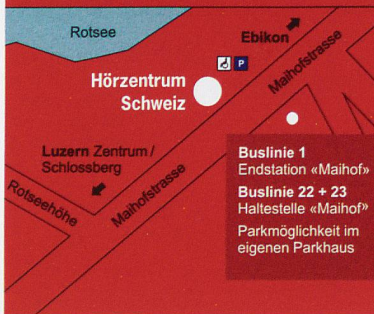 Rotsee
Ebikon
P
Maihofstrasse
Hörzentrum
Schweiz
Luzern Zentrum /
Schlossberg
Rotseehöhe
Maihofstrasse
Buslinie 1
Endstation «Maihof»
Buslinie 22 + 23
Haltestelle «Maihof»
Parkmöglichkeit im
eigenen Parkhaus